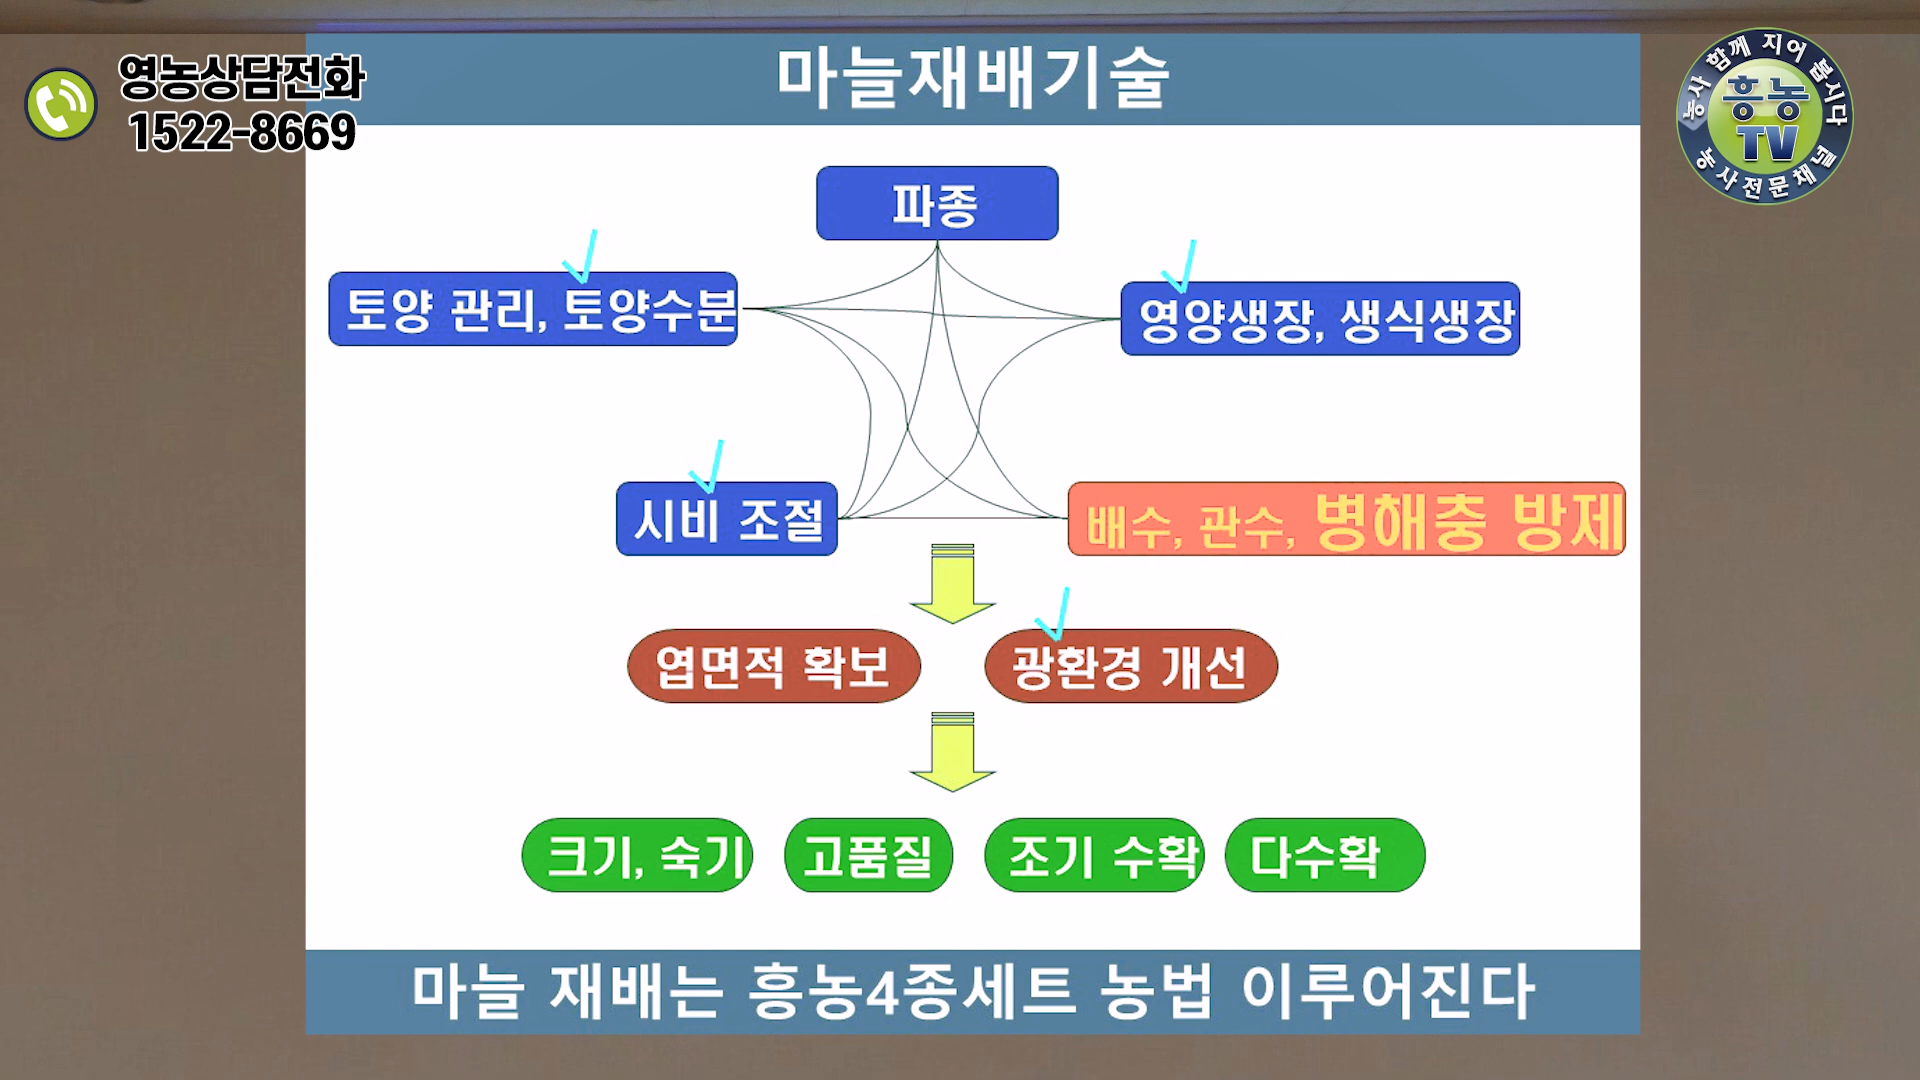 영농상담전화
1522-8669
마늘재배기술
농사 함께 지어 봅시다
흥농
TV
농사전문채널
파종
토양 관리, 토양수분
영양생장, 생식생장
시비 조절
배수, 관수, 병해충 방제
엽면적 확보
광환경 개선
크기, 숙기
고품질
조기 수확
다수확
마늘 재배는 흥농4종세트 농법 이루어진다